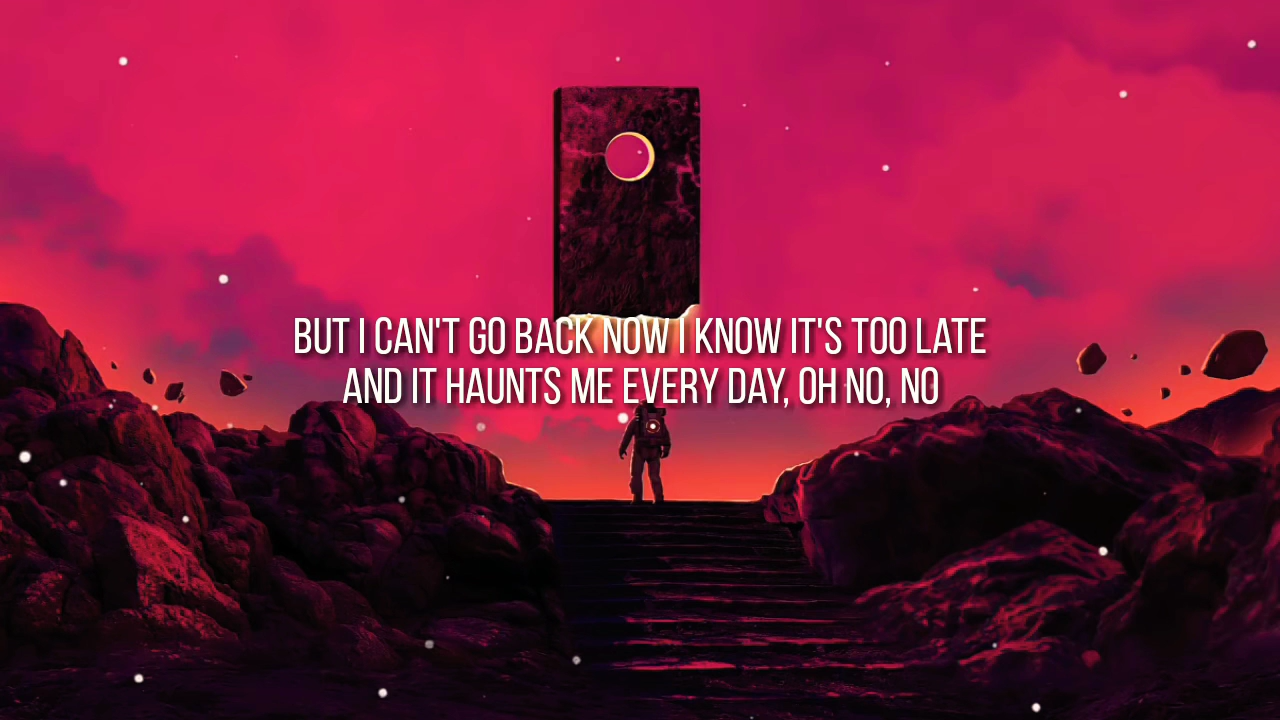 BUT I CAN'T GO BACK NOW I KNOW IT'S TOO LATE
AND IT HAUNTS ME EVERY DAY, OH NO, NO